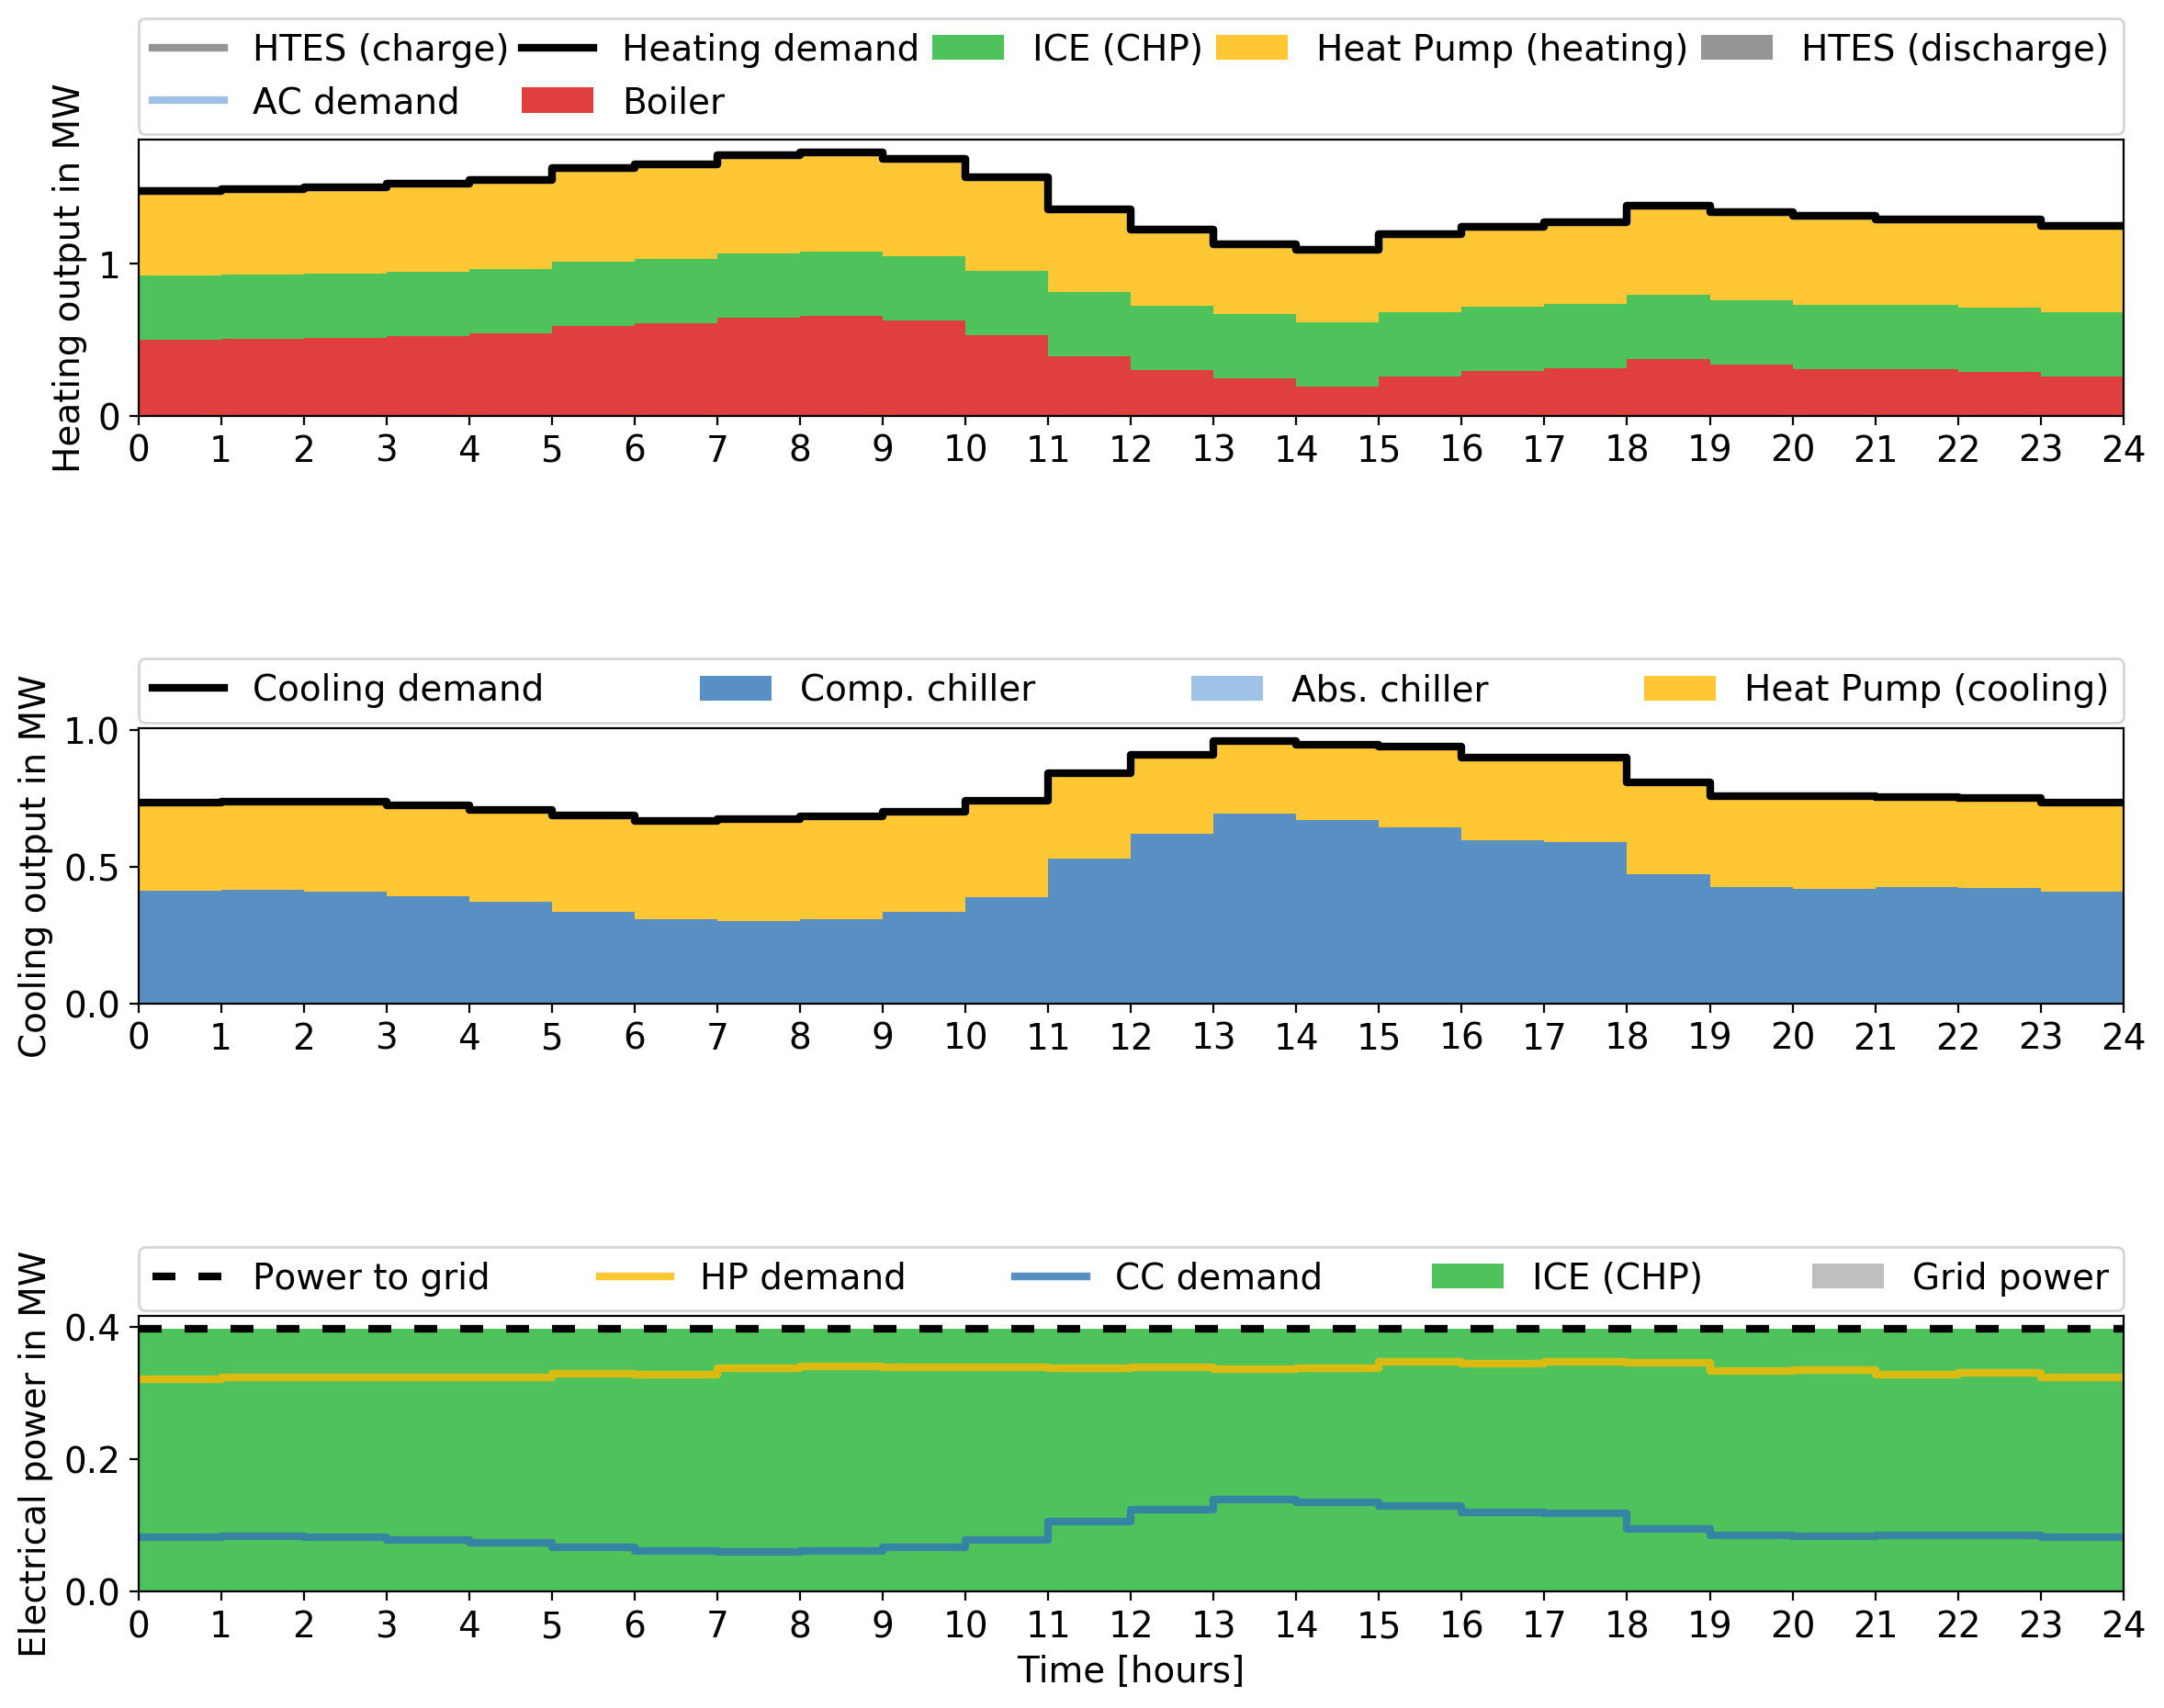 HTES (charge) Heating demand ICE (CHP) Heat Pump (heating) HTES (discharge)
AC demand Boiler
Heating output in MW
1
0
0 1 2 3 4 5 6 7 8 9 10 11 12 13 14 15 16 17 18 19 20 21 22 23 24
Cooling demand Comp. chiller Abs. chiller Heat Pump (cooling)
Cooling output in MW
1.0
0.5
0.0
0 1 2 3 4 5 6 7 8 9 10 11 12 13 14 15 16 17 18 19 20 21 22 23 24
Power to grid HP demand CC demand ICE (CHP) Grid power
Electrical power in MW
0.4
0.2
0.0
0 1 2 3 4 5 6 7 8 9 10 11 12 13 14 15 16 17 18 19 20 21 22 23 24
Time [hours]